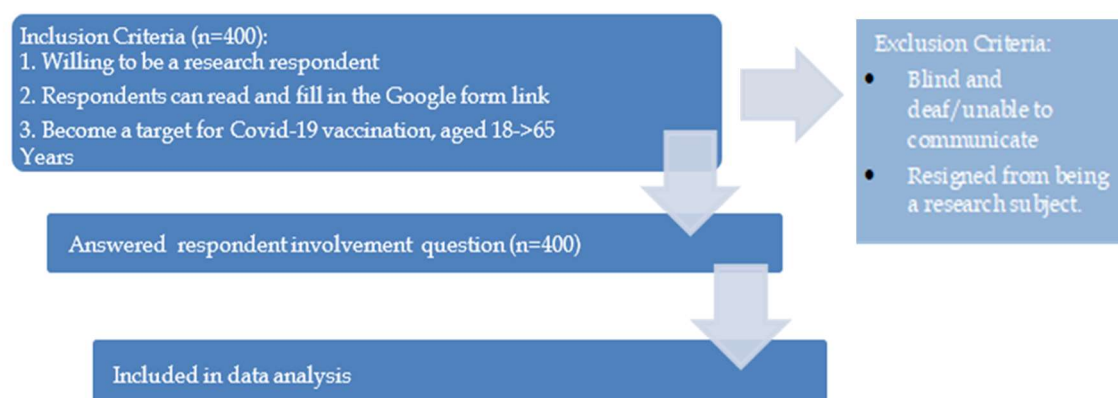 Inclusion Criteria (n=400):
1. Willing to be a research respondent
2. Respondents can read and fill in the Google form link
3. Become a target for Covid-19 vaccination, aged 18->65
Years
Exclusion Criteria:
• Blind and
deaf/unable to
communicate
• Resigned from being
a research subject.
Answered respondent involvement question (n=400)
Included in data analysis